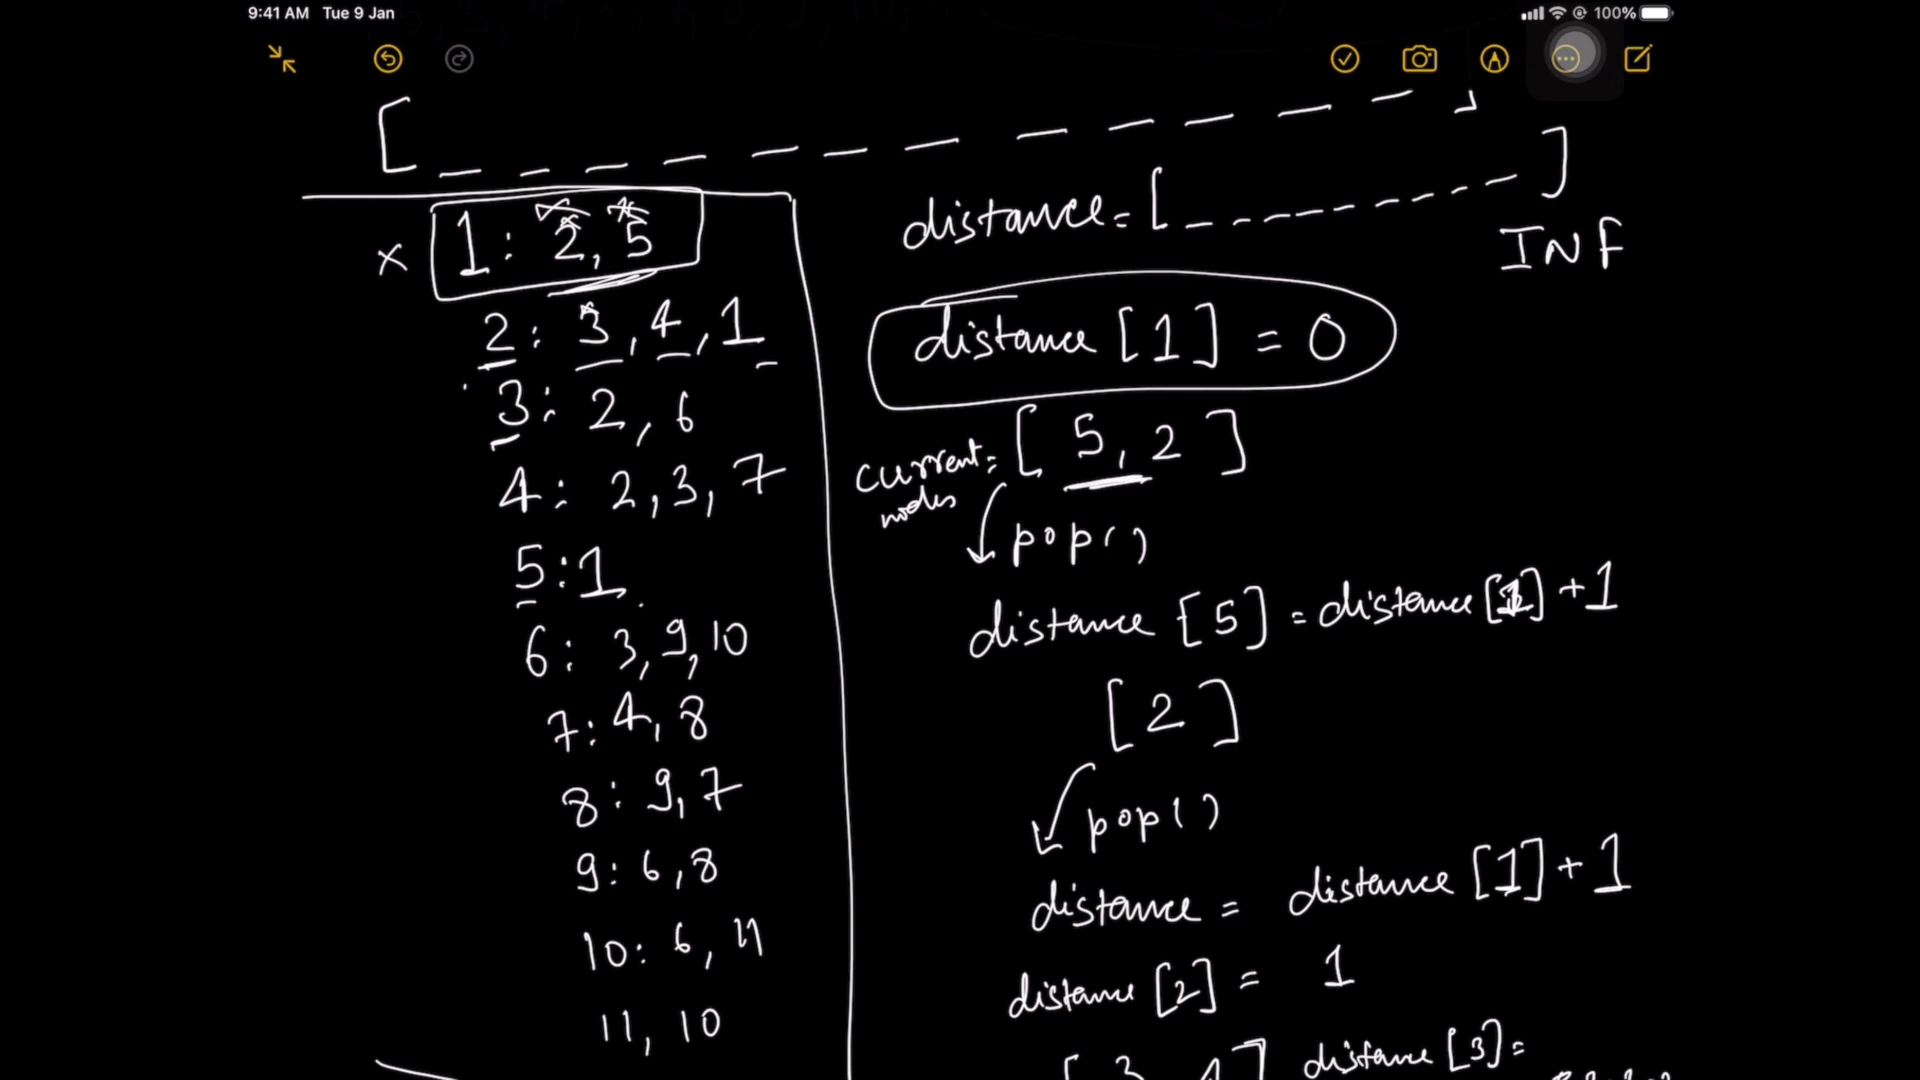 9:41 AM Tue 9 Jan
100%
[ _ _ _ _ _ _ _ _ _ _ _ _ ]
1: 2, 5
2: 3, 4, 1
3: 2, 6
4: 2, 3, 7
5: 1
6: 3, 9, 10
7: 4, 8
8: 9, 7
9: 6, 8
10: 6, 11
11, 10
distance = [ _ _ _ _ _ _ _ _ _ _ ]
INF
distance [1] = 0
current nodes = [5, 2]
pop()
distance [5] = distance [1] + 1
[2]
pop()
distance = distance [1] + 1
distance [2] = 1
distance [3] =